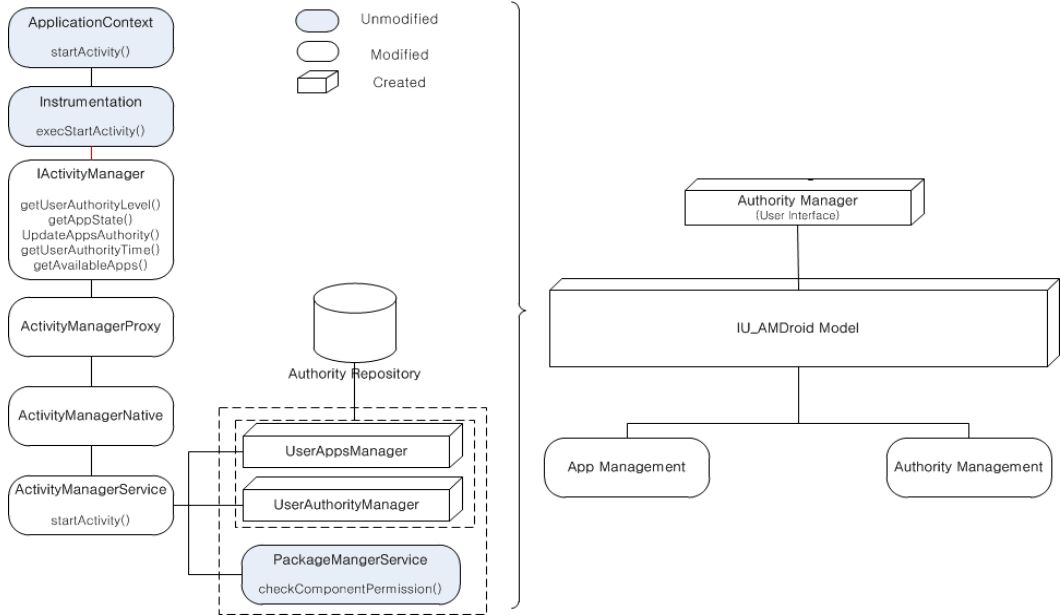 ApplicationContext
startActivity()
Instrumentation
execStartActivity()
IActivityManager
getUserAuthorityLevel()
getAppState()
UpdateAppsAuthority()
getUserAuthorityTime()
getAvailableApps()
ActivityManagerProxy
ActivityManagerNative
ActivityManagerService
startActivity()
Unmodified
Modified
Created
Authority Repository
UserAppsManager
UserAuthorityManager
PackageMangerService
checkComponentPermission()
Authority Manager
(User Interface)
IU_AMDroid Model
App Management
Authority Management